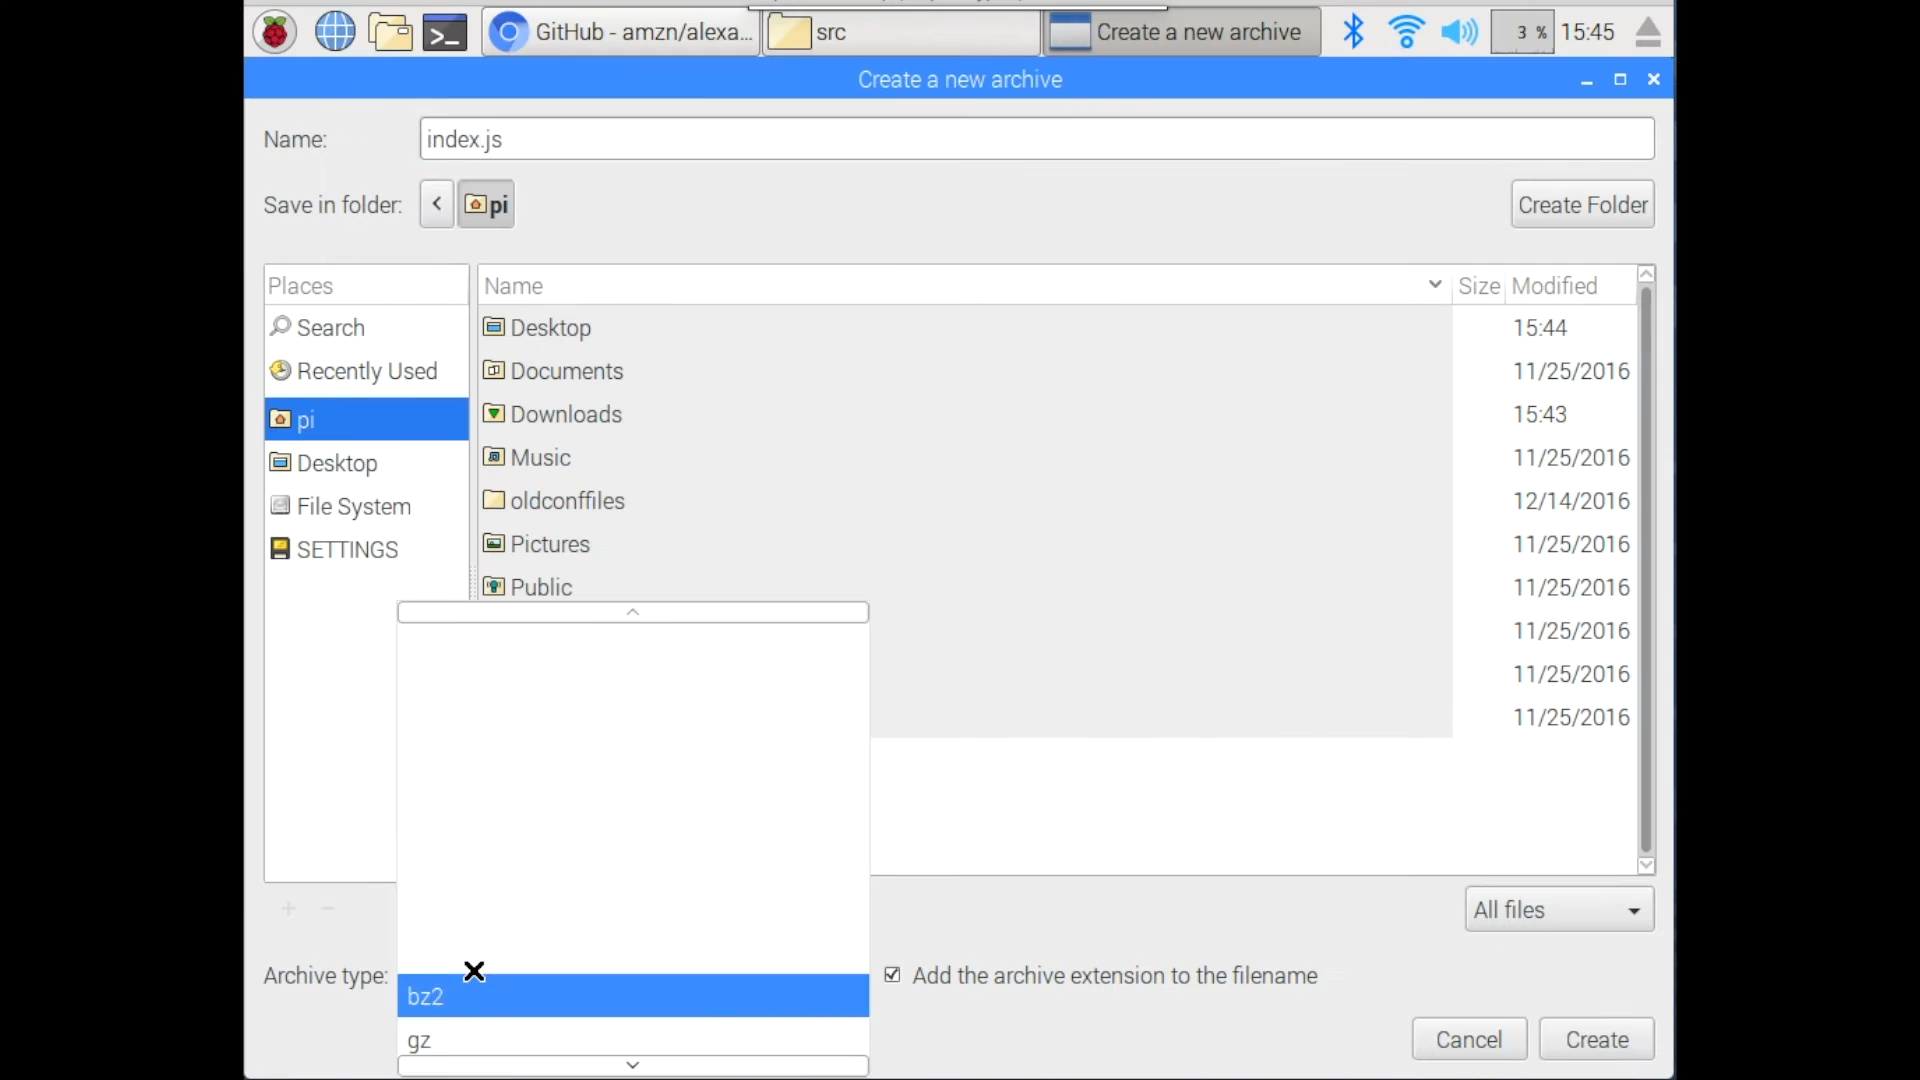 GitHub - amzn/alexa...
src
Create a new archive
3 %
15:45
Create a new archive
Name:
index.js
Save in folder:
pi
Create Folder
Places
Name
Size
Modified
Search
Desktop
15:44
Recently Used
Documents
11/25/2016
pi
Downloads
15:43
Music
11/25/2016
Desktop
oldconffiles
12/14/2016
File System
Pictures
11/25/2016
SETTINGS
Public
11/25/2016
11/25/2016
11/25/2016
11/25/2016
All files
Archive type:
bz2
gz
Add the archive extension to the filename
Cancel
Create